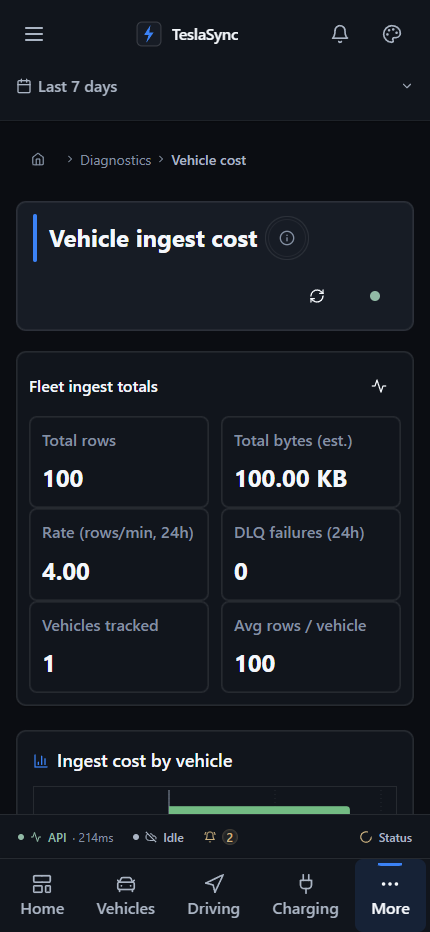 TeslaSync
Last 7 days
Diagnostics
Vehicle cost
Vehicle ingest cost
Fleet ingest totals
Total rows
100
Total bytes (est.)
100.00 KB
Rate (rows/min, 24h)
4.00
DLQ failures (24h)
0
Vehicles tracked
1
Avg rows / vehicle
100
Ingest cost by vehicle
API · 214ms
Idle
2
Status
Home
Vehicles
Driving
Charging
More